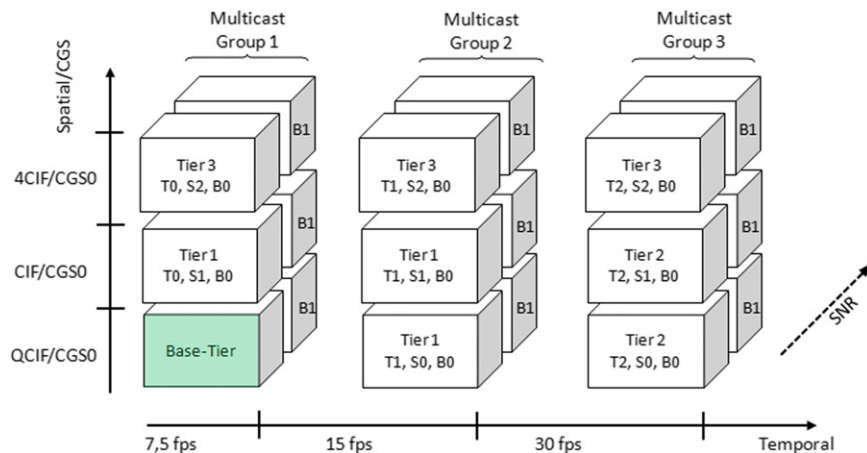 Multicast
Group 1
Multicast
Group 2
Multicast
Group 3
Spatial/CGS
B1
B1
B1
4CIF/CGS0
Tier 3
T0, S2, B0
Tier 3
T1, S2, B0
Tier 3
T2, S2, B0
B1
B1
B1
CIF/CGS0
Tier 1
T0, S1, B0
Tier 1
T1, S1, B0
Tier 2
T2, S1, B0
B1
B1
B1
SNR
QCIF/CGS0
Base-Tier
Tier 1
T1, S0, B0
Tier 2
T2, S0, B0
7,5 fps
15 fps
30 fps
Temporal